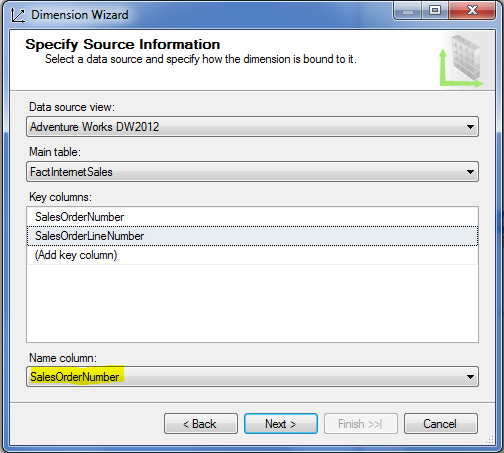 Dimension Wizard
Specify Source Information
Select a data source and specify how the dimension is bound to it.
Data source view:
Adventure Works DW2012
Main table:
FactInternetSales
Key columns:
SalesOrderNumber
SalesOrderLineNumber
(Add key column)
Name column:
SalesOrderNumber
< Back
Next >
Finish >>|
Cancel